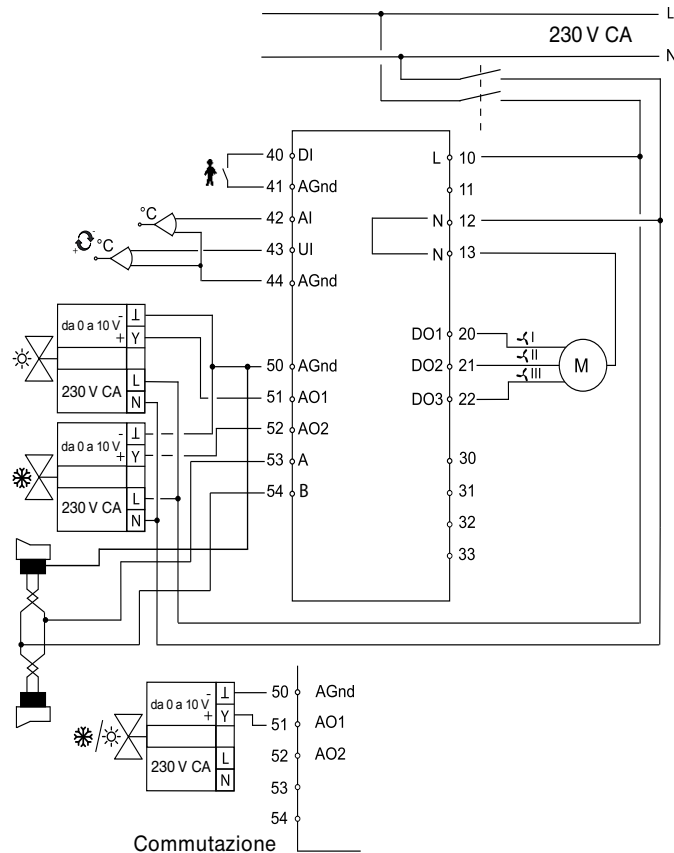 L
230 V CA
N
40 DI
L 10
41 AGnd
11
°C
42 AI
N 12
- + °C
43 UI
N 13
44 AGnd
da 0 a 10 V - ⊥
+ Y
DO1 20 I
50 AGnd
DO2 21 II
M
L
230 V CA
N
51 AO1
DO3 22 III
52 AO2
da 0 a 10 V - ⊥
+ Y
53 A
30
L
230 V CA
N
54 B
31
32
33
da 0 a 10 V - ⊥
+ Y
50 AGnd
51 AO1
L
230 V CA
N
52 AO2
53
54
Commutazione